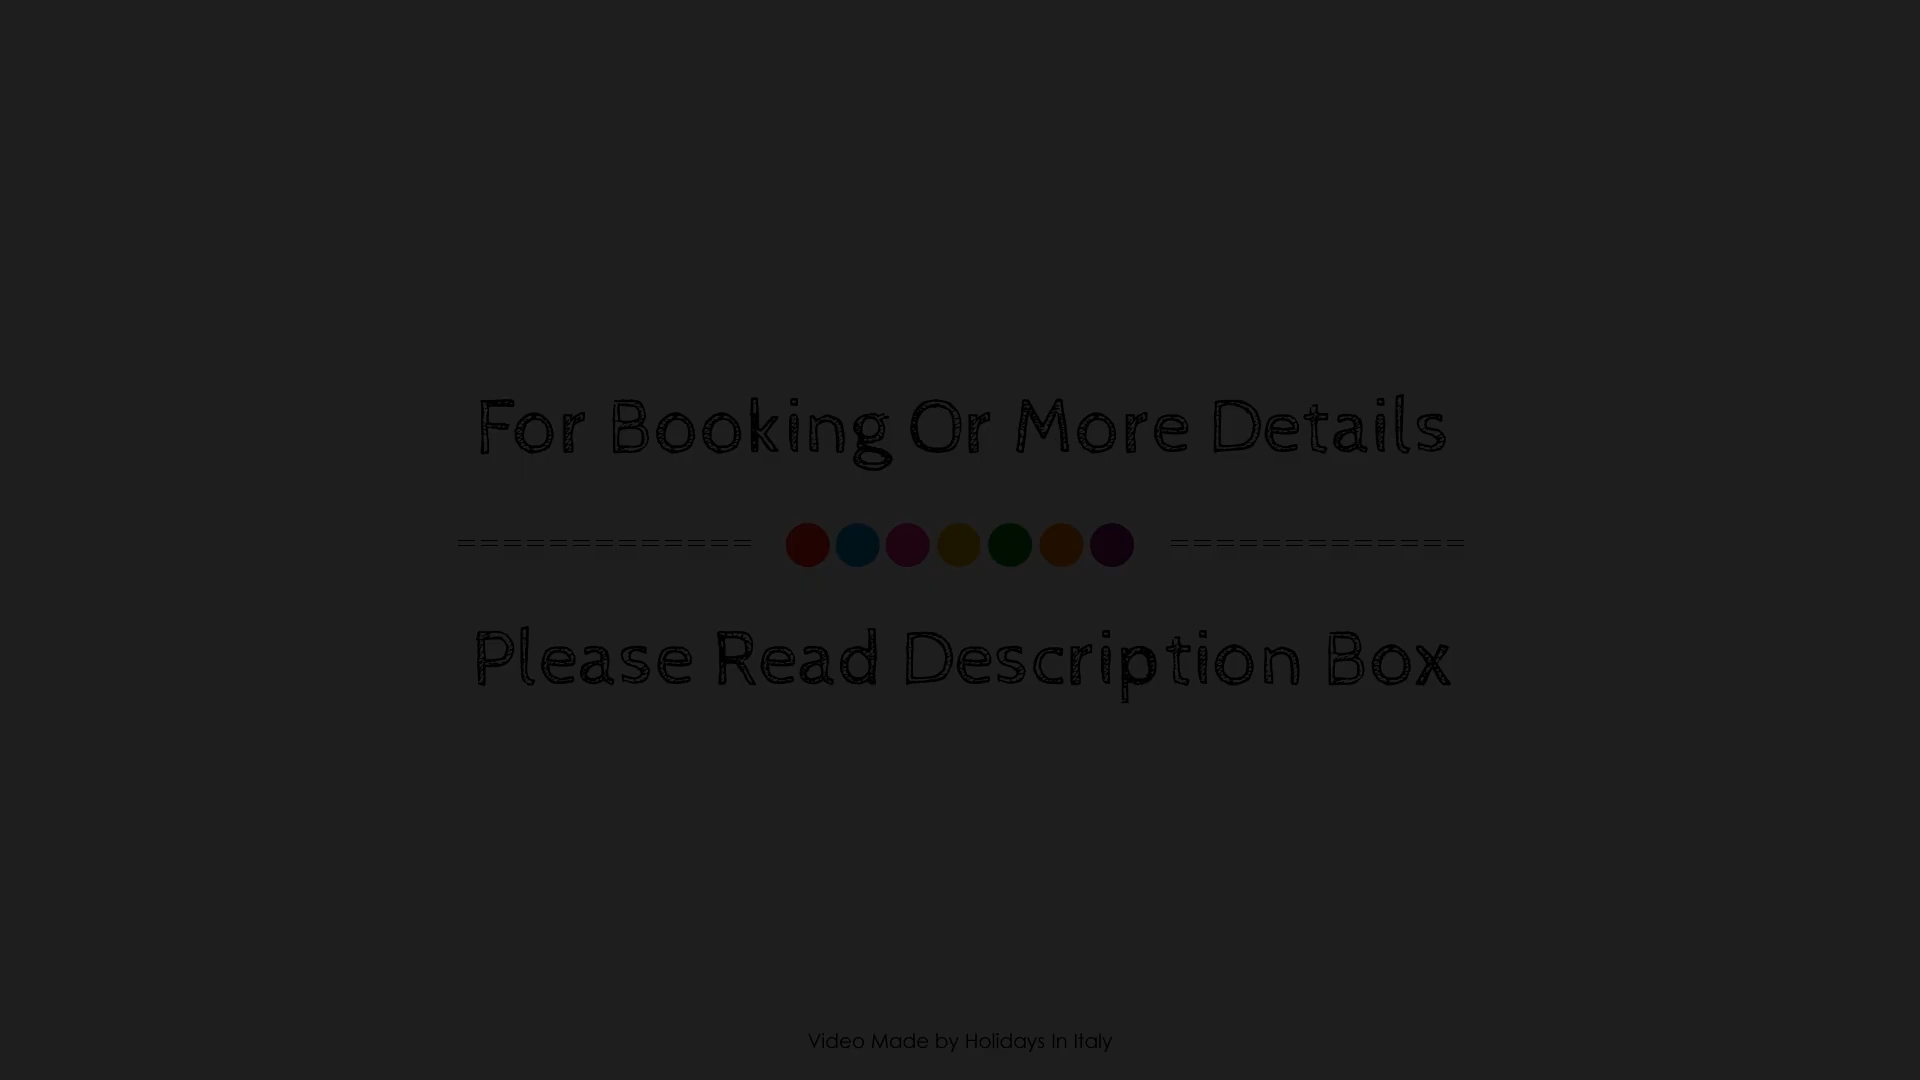 For Booking Or More Details
============= =============
Please Read Description Box
Video Made by Holidays In Italy